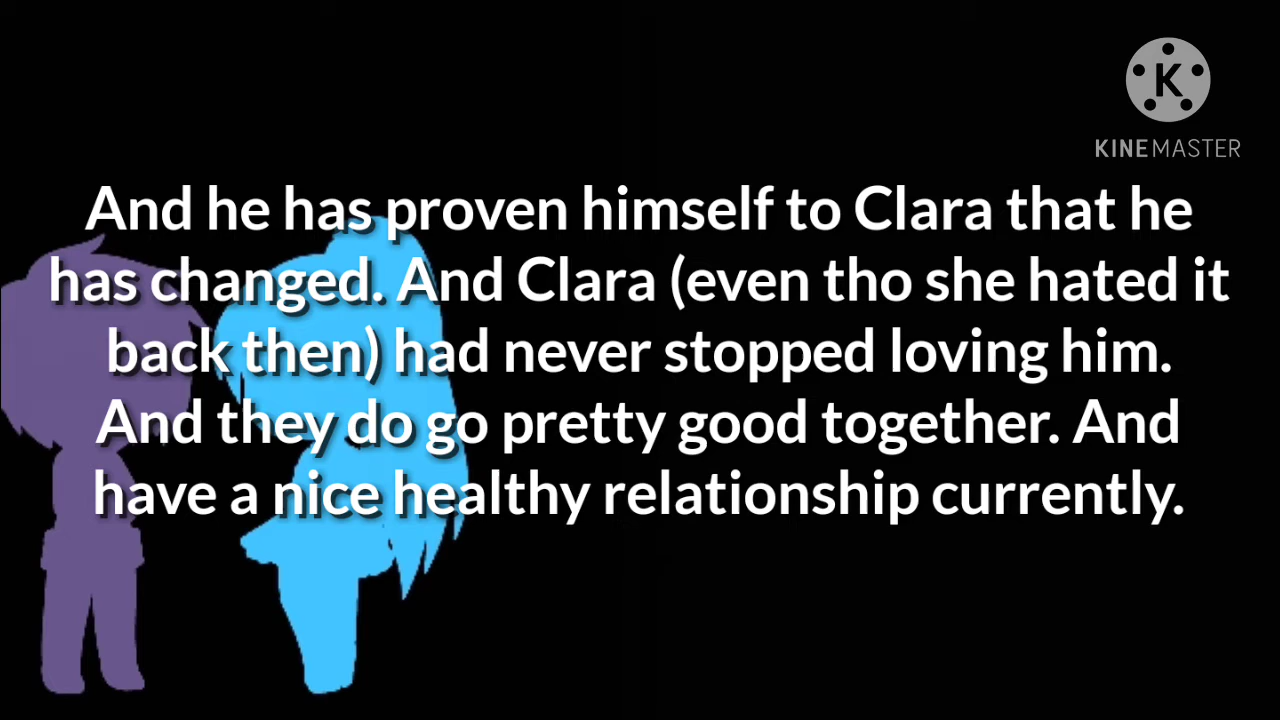 K
KINEMASTER
And he has proven himself to Clara that he
has changed. And Clara (even tho she hated it
back then) had never stopped loving him.
And they do go pretty good together. And
have a nice healthy relationship currently.